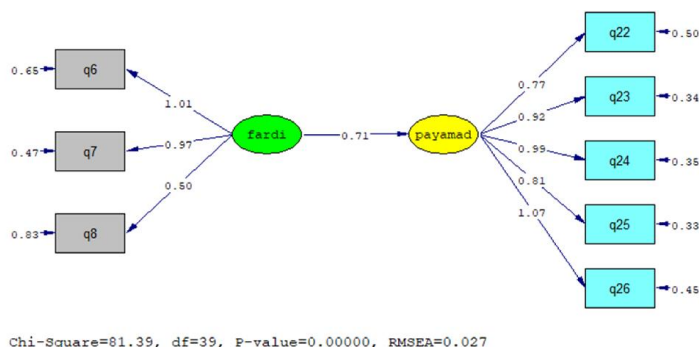 q22
0.50
0.65
q6
0.77
1.01
q23
0.34
0.92
0.47
q7
0.97
fardi
0.71
payamad
0.99
q24
0.35
0.50
0.81
1.07
q25
0.33
0.83
q8
q26
0.45
Chi-Square=81.39, df=39, P-value=0.00000, RMSEA=0.027